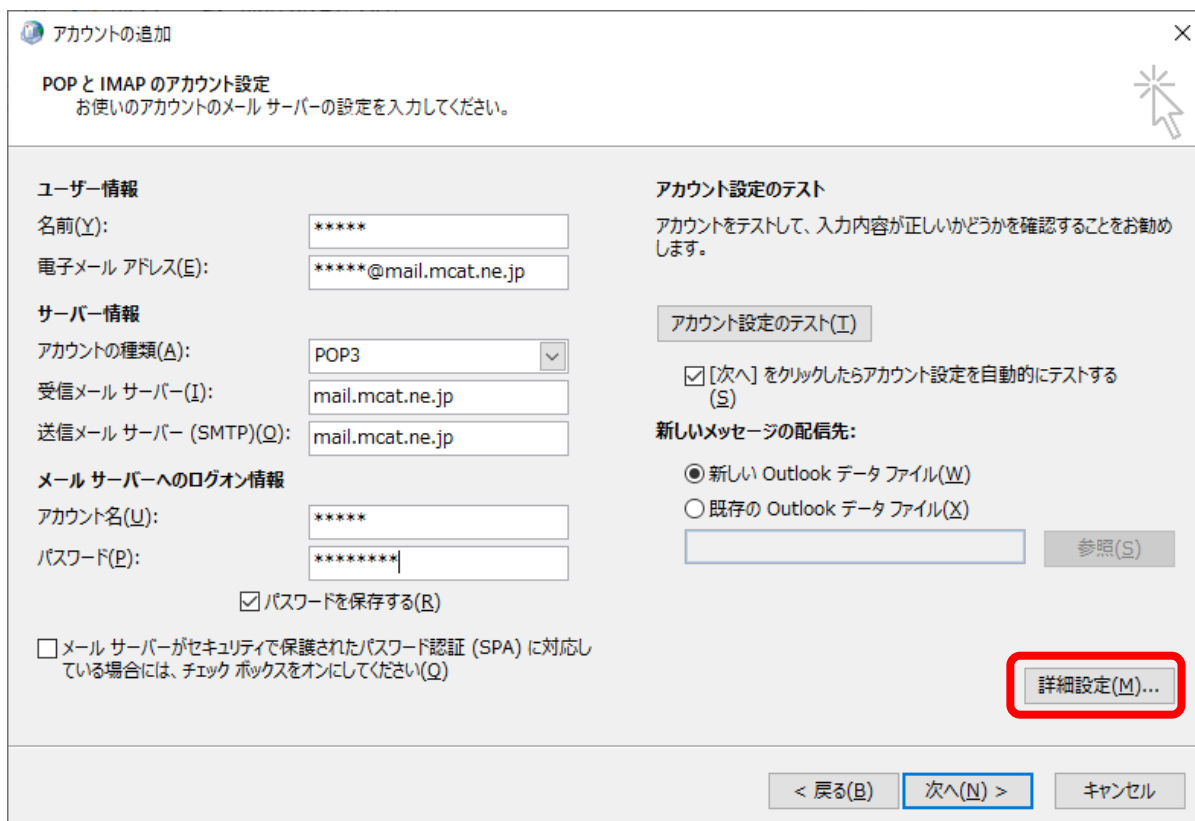 アカウントの追加
POP と IMAP のアカウント設定
お使いのアカウントのメール サーバーの設定を入力してください。
ユーザー情報
名前(Y):
*****
電子メール アドレス(E):
*****@mail.mcat.ne.jp
サーバー情報
アカウントの種類(A):
POP3
受信メール サーバー(I):
mail.mcat.ne.jp
送信メール サーバー (SMTP)(O):
mail.mcat.ne.jp
メール サーバーへのログオン情報
アカウント名(U):
*****
パスワード(P):
********
パスワードを保存する(R)
メール サーバーがセキュリティで保護されたパスワード認証 (SPA) に対応し
ている場合には、チェック ボックスをオンにしてください(Q)
アカウント設定のテスト
アカウントをテストして、入力内容が正しいかどうかを確認することをお勧め
します。
アカウント設定のテスト(T)
[次へ] をクリックしたらアカウント設定を自動的にテストする
(S)
新しいメッセージの配信先:
新しい Outlook データ ファイル(W)
既存の Outlook データ ファイル(X)
参照(S)
詳細設定(M)...
< 戻る(B)
次へ(N) >
キャンセル